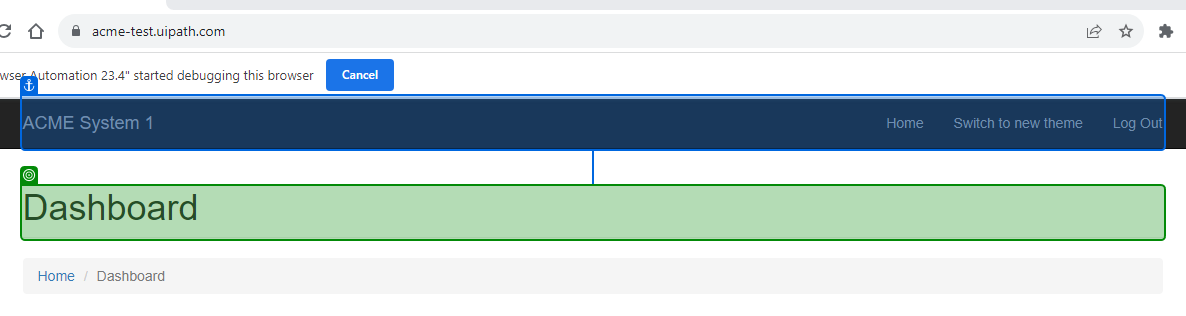 acme-test.uipath.com
wser Automation 23.4" started debugging this browser Cancel
ACME System 1 Home Switch to new theme Log Out
Dashboard
Home / Dashboard